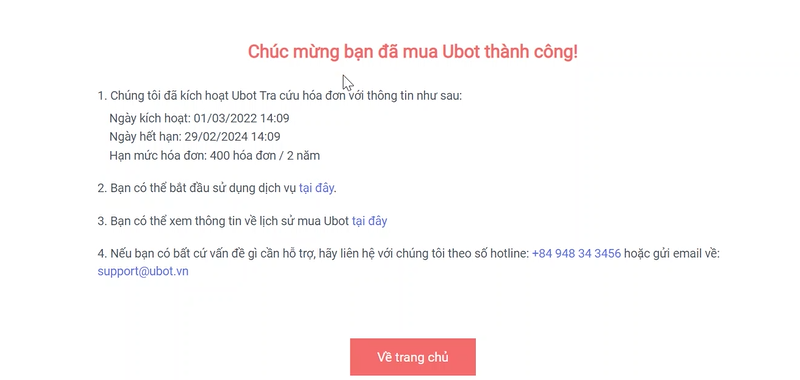 Chúc mừng bạn đã mua Ubot thành công!
1. Chúng tôi đã kích hoạt Ubot Tra cứu hóa đơn với thông tin như sau:
Ngày kích hoạt: 01/03/2022 14:09
Ngày hết hạn: 29/02/2024 14:09
Hạn mức hóa đơn: 400 hóa đơn / 2 năm
2. Bạn có thể bắt đầu sử dụng dịch vụ tại đây.
3. Bạn có thể xem thông tin về lịch sử mua Ubot tại đây
4. Nếu bạn có bất cứ vấn đề gì cần hỗ trợ, hãy liên hệ với chúng tôi theo số hotline: +84 948 34 3456 hoặc gửi email về:
support@ubot.vn
Về trang chủ